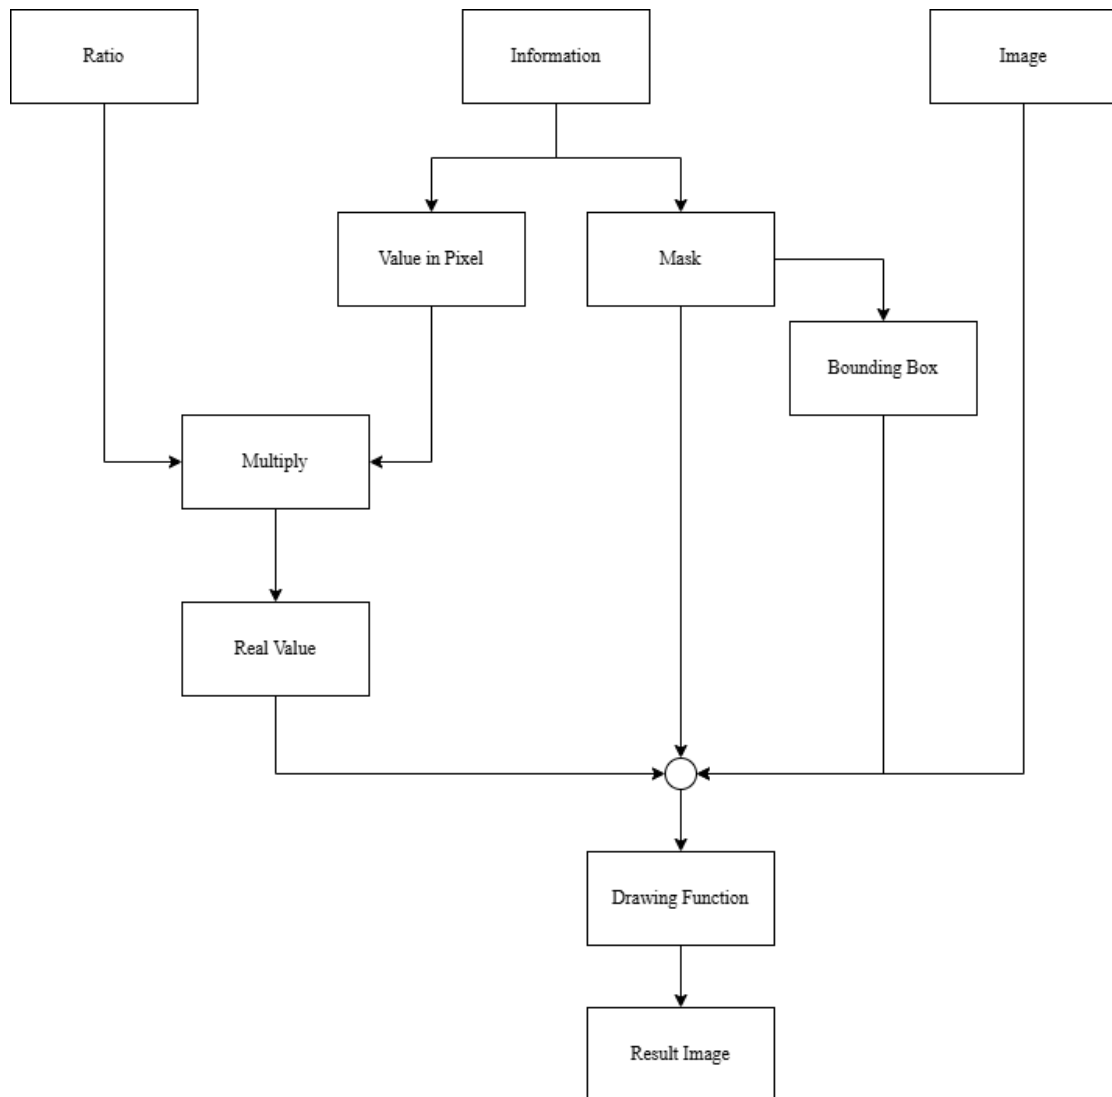 Ratio
Information
Image
Value in Pixel
Mask
Bounding Box
Multiply
Real Value
Drawing Function
Result Image